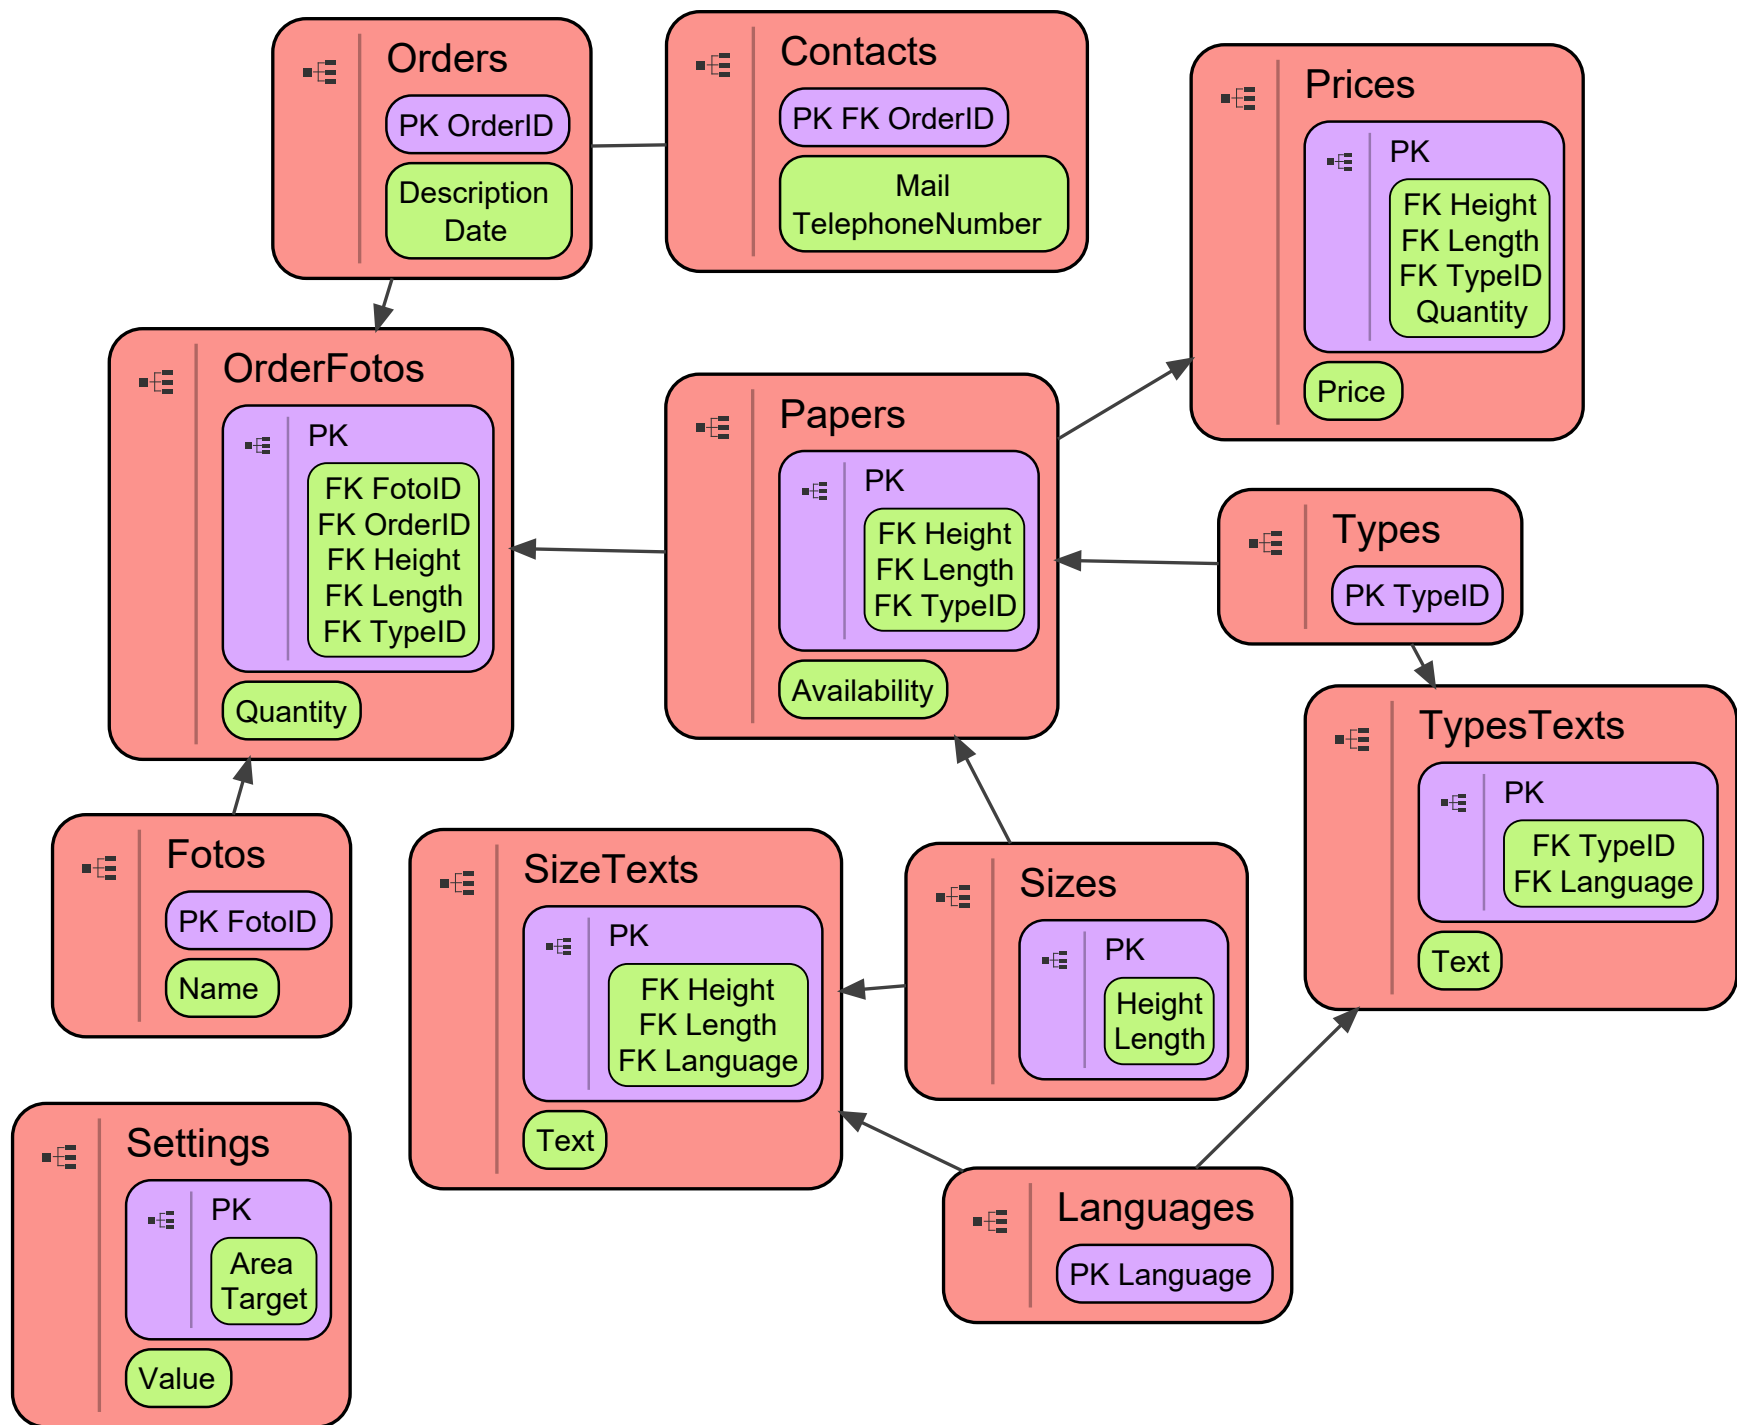 Orders
PK OrderID
Description
Date
Contacts
PK FK OrderID
Mail
TelephoneNumber
Prices
PK
FK Height
FK Length
FK TypeID
Quantity
Price
OrderFotos
PK
FK FotoID
FK OrderID
FK Height
FK Length
FK TypeID
Quantity
Papers
PK
FK Height
FK Length
FK TypeID
Availability
Types
PK TypeID
TypesTexts
PK
FK TypeID
FK Language
Text
Fotos
PK FotoID
Name
SizeTexts
PK
FK Height
FK Length
FK Language
Text
Sizes
PK
Height
Length
Settings
PK
Area
Target
Value
Languages
PK Language